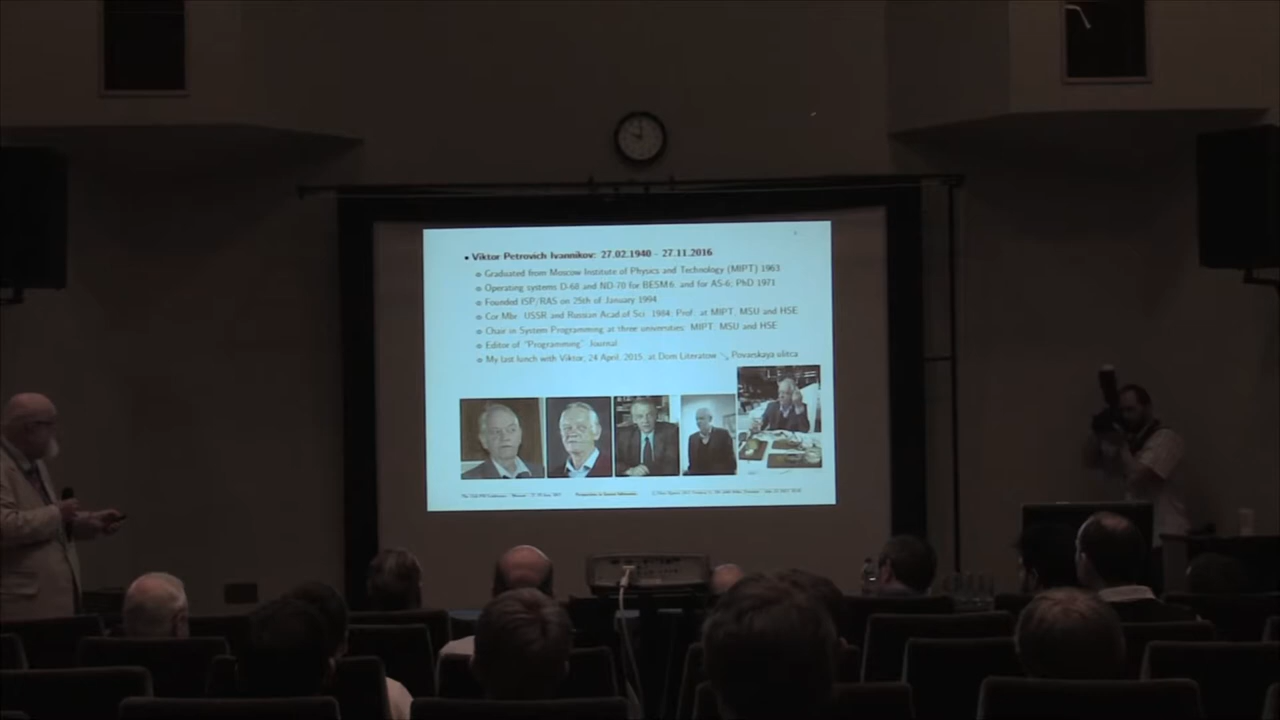 • Viktor Petrovich Ivannikov: 27.02.1940 - 27.11.2016
Graduated from Moscow Institute of Physics and Technology (MIPT) 1963
Operating systems D-68 and ND-70 for BESM6, and for AS-6; PhD 1971
Founded ISP/RAS on 25th of January 1994
Cor Mbr. USSR and Russian Acad of Sci. 1984; Prof. at MIPT, MSU and HSE
Chair in System Programming at three universities: MIPT, MSU and HSE
Editor of "Programming" Journal
My last lunch with Viktor, 24 April, 2015, at Dom Literatow ↘ Povarskaya ulitca